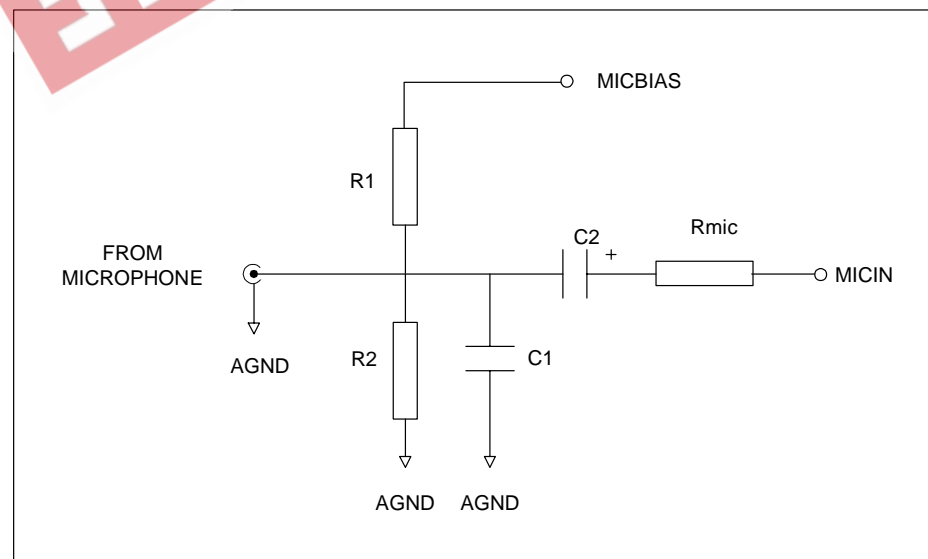 MICBIAS
R1
C2
+
Rmic
FROM
MICROPHONE
MICIN
AGND
R2
C1
AGND
AGND